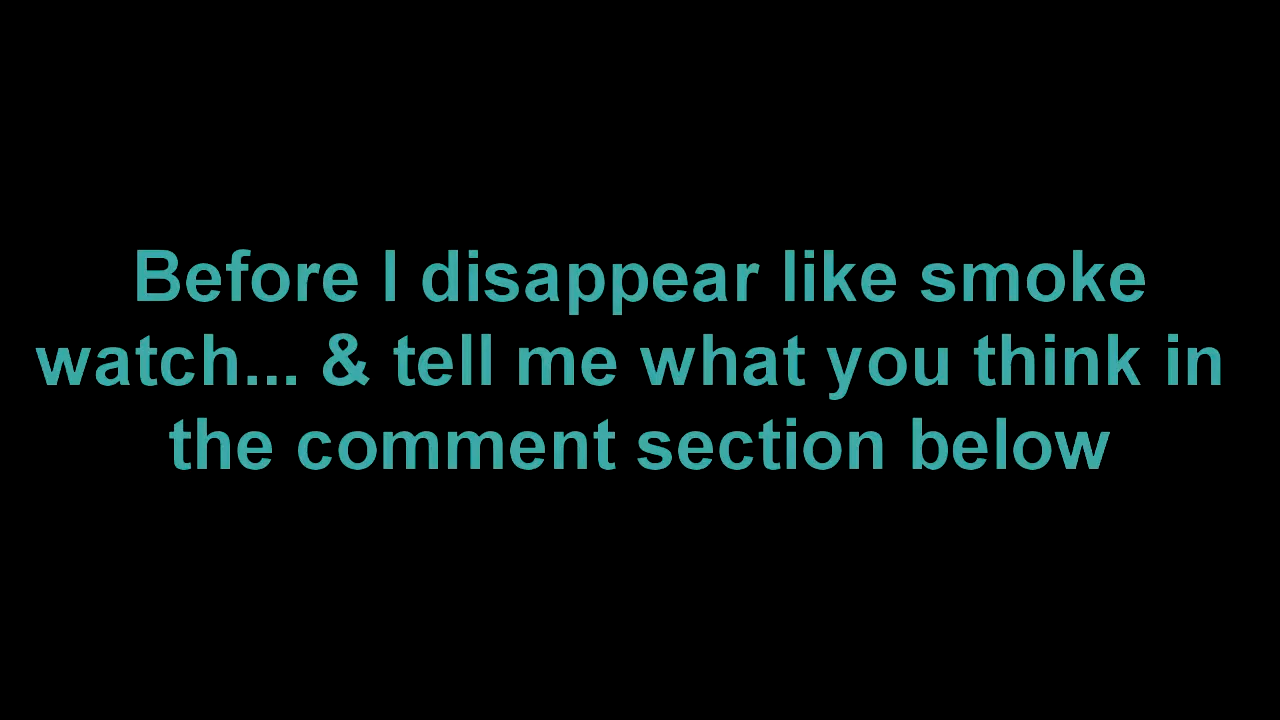 Before I disappear like smoke
watch... & tell me what you think in
the comment section below